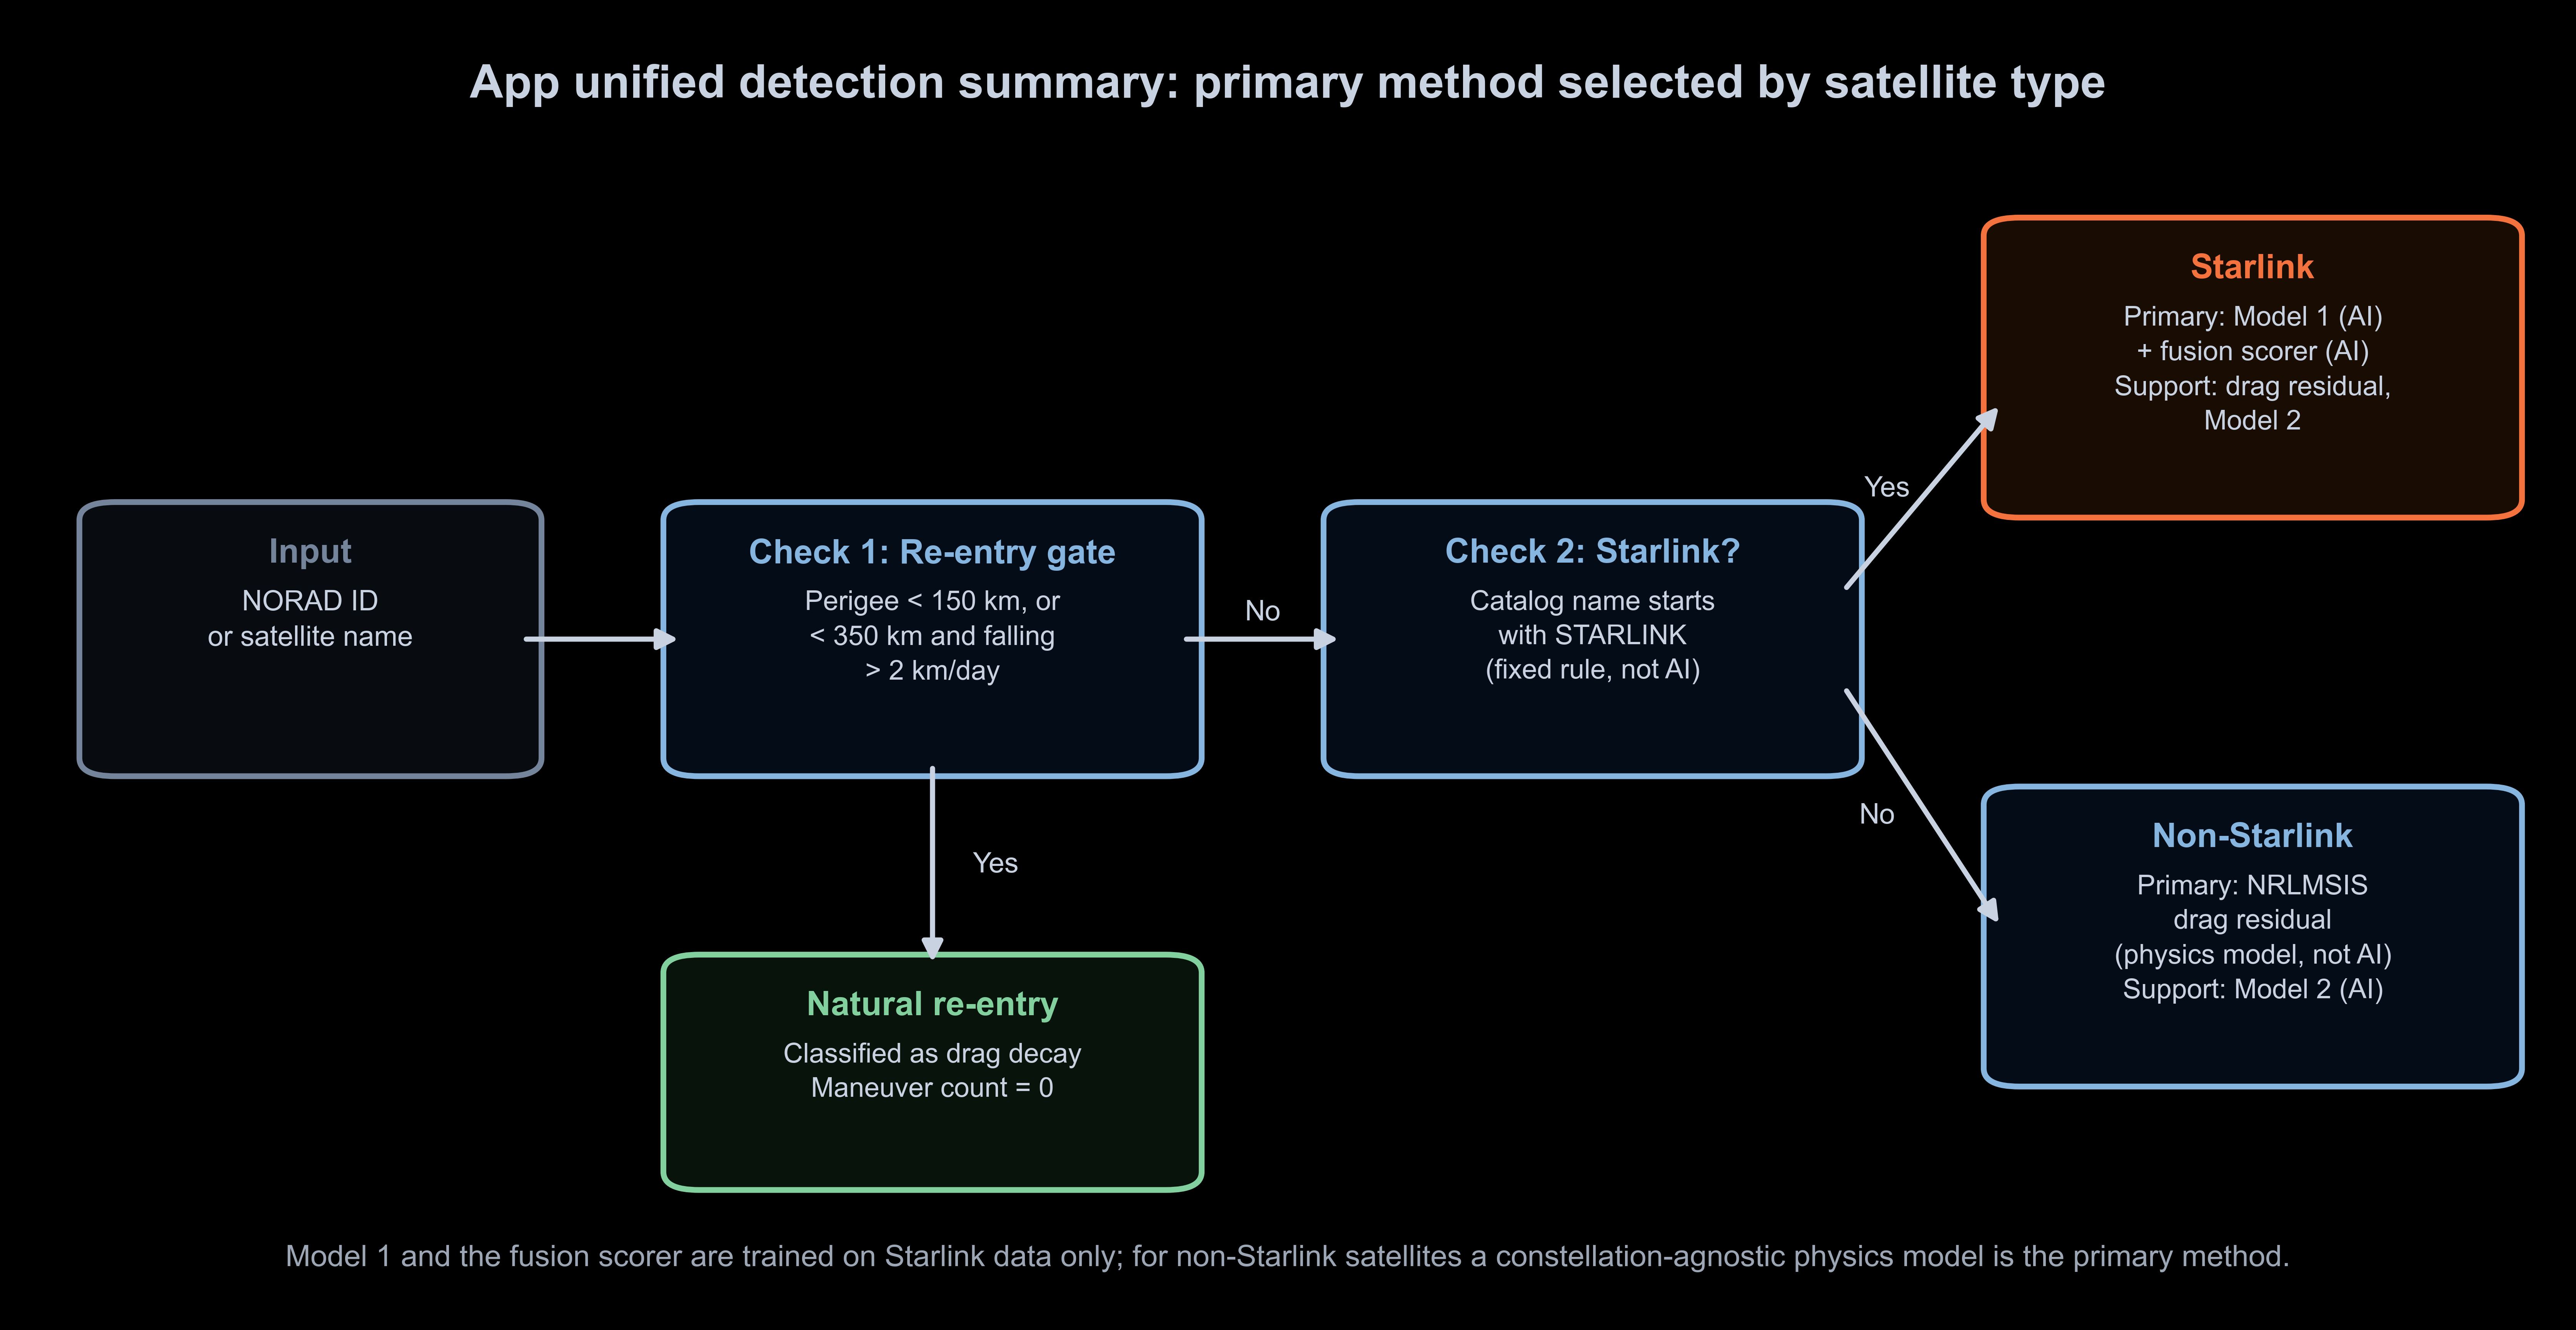 App unified detection summary: primary method selected by satellite type
Input
NORAD ID
or satellite name
Check 1: Re-entry gate
Perigee < 150 km, or
< 350 km and falling
> 2 km/day
No
Check 2: Starlink?
Catalog name starts
with STARLINK
(fixed rule, not AI)
Yes
Starlink
Primary: Model 1 (AI)
+ fusion scorer (AI)
Support: drag residual,
Model 2
No
Non-Starlink
Primary: NRLMSIS
drag residual
(physics model, not AI)
Support: Model 2 (AI)
Yes
Natural re-entry
Classified as drag decay
Maneuver count = 0
Model 1 and the fusion scorer are trained on Starlink data only; for non-Starlink satellites a constellation-agnostic physics model is the primary method.